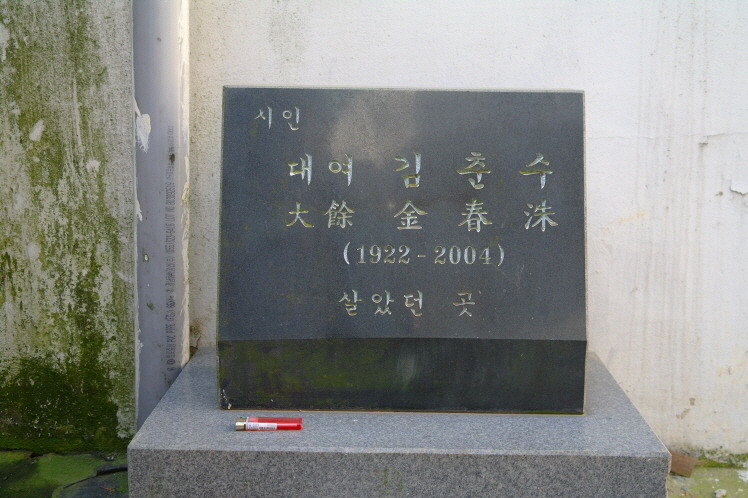 시인
대여 김춘수
大餘 金春洙
(1922-2004)
살았던 곳